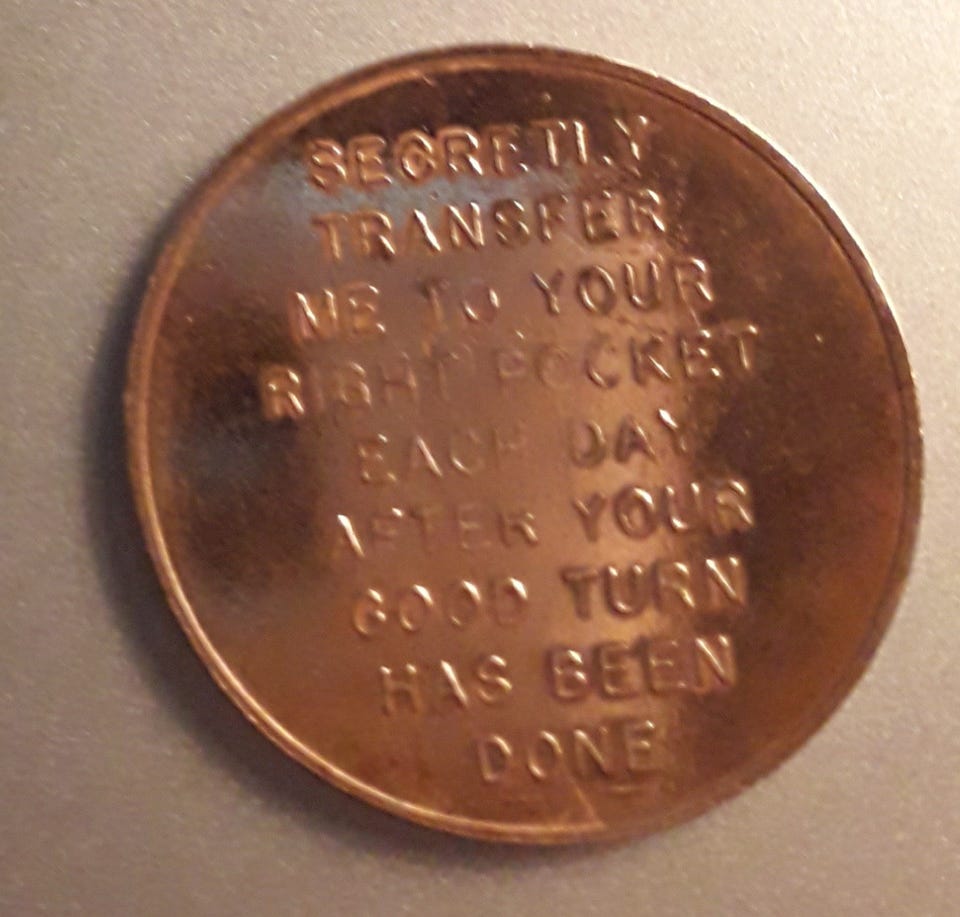 SECRETLY
TRANSFER
ME TO YOUR
RIGHT POCKET
EACH DAY
AFTER YOUR
GOOD TURN
HAS BEEN
DONE